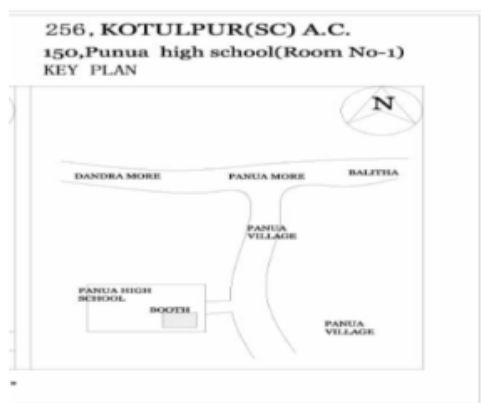 256, KOTULPUR(SC) A.C.
150,Punua high school(Room No-1)
KEY PLAN
N
DANDRA MORE
PANUA MORE
BALITHA
PANUA
VILLAGE
PANUA HIGH
SCHOOL
BOOTH
PANUA
VILLAGE